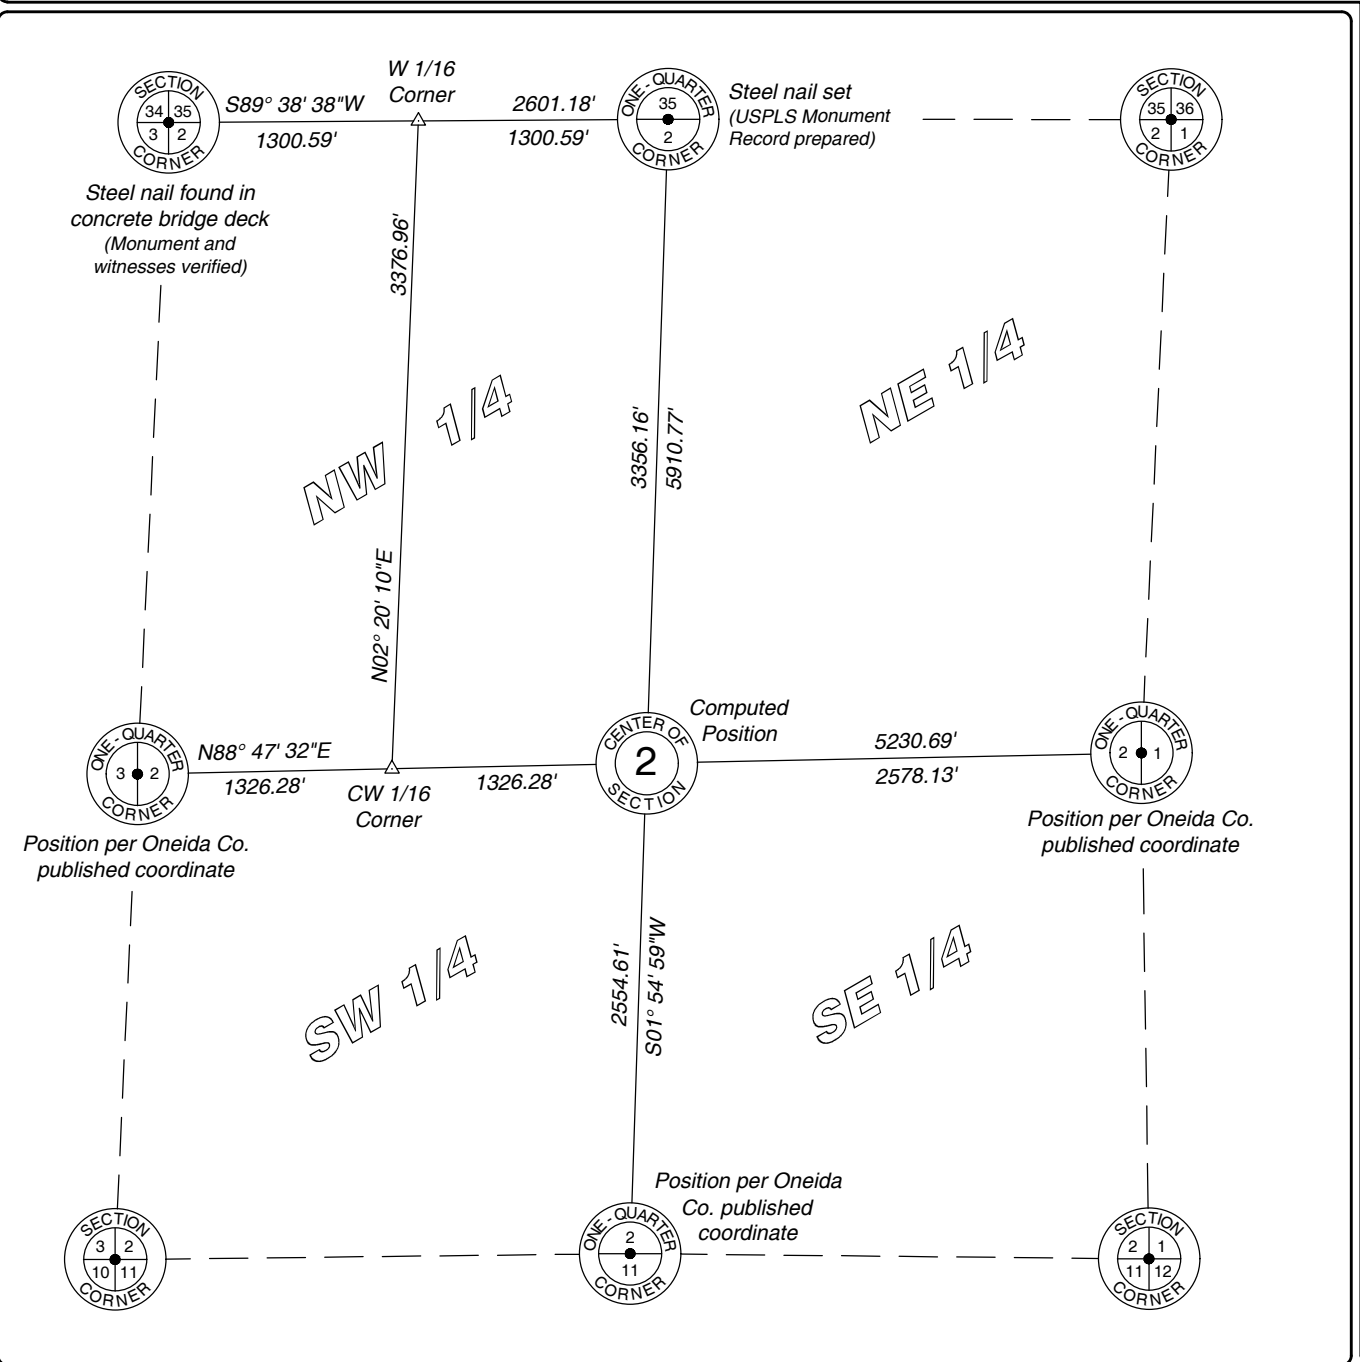 W 1/16
Corner
SECTION
34 35
3 2
CORNER
S89° 38' 38"W
1300.59'
2601.18'
1300.59'
ONE - QUARTER
35
2
CORNER
Steel nail set
(USPLS Monument
Record prepared)
SECTION
35 36
2 1
CORNER
Steel nail found in
concrete bridge deck
(Monument and
witnesses verified)
3376.96'
N02° 20' 10"E
NW 1/4
3356.16'
5910.77'
NE 1/4
ONE - QUARTER
3 2
CORNER
N88° 47' 32"E
1326.28'
CW 1/16
Corner
1326.28'
CENTER OF
2
SECTION
Computed
Position
5230.69'
2578.13'
ONE - QUARTER
2 1
CORNER
Position per Oneida Co.
published coordinate
Position per Oneida Co.
published coordinate
SW 1/4
2554.61'
S01° 54' 59"W
SE 1/4
SECTION
3 2
10 11
CORNER
ONE - QUARTER
2
11
CORNER
Position per Oneida
Co. published
coordinate
SECTION
2 1
11 12
CORNER